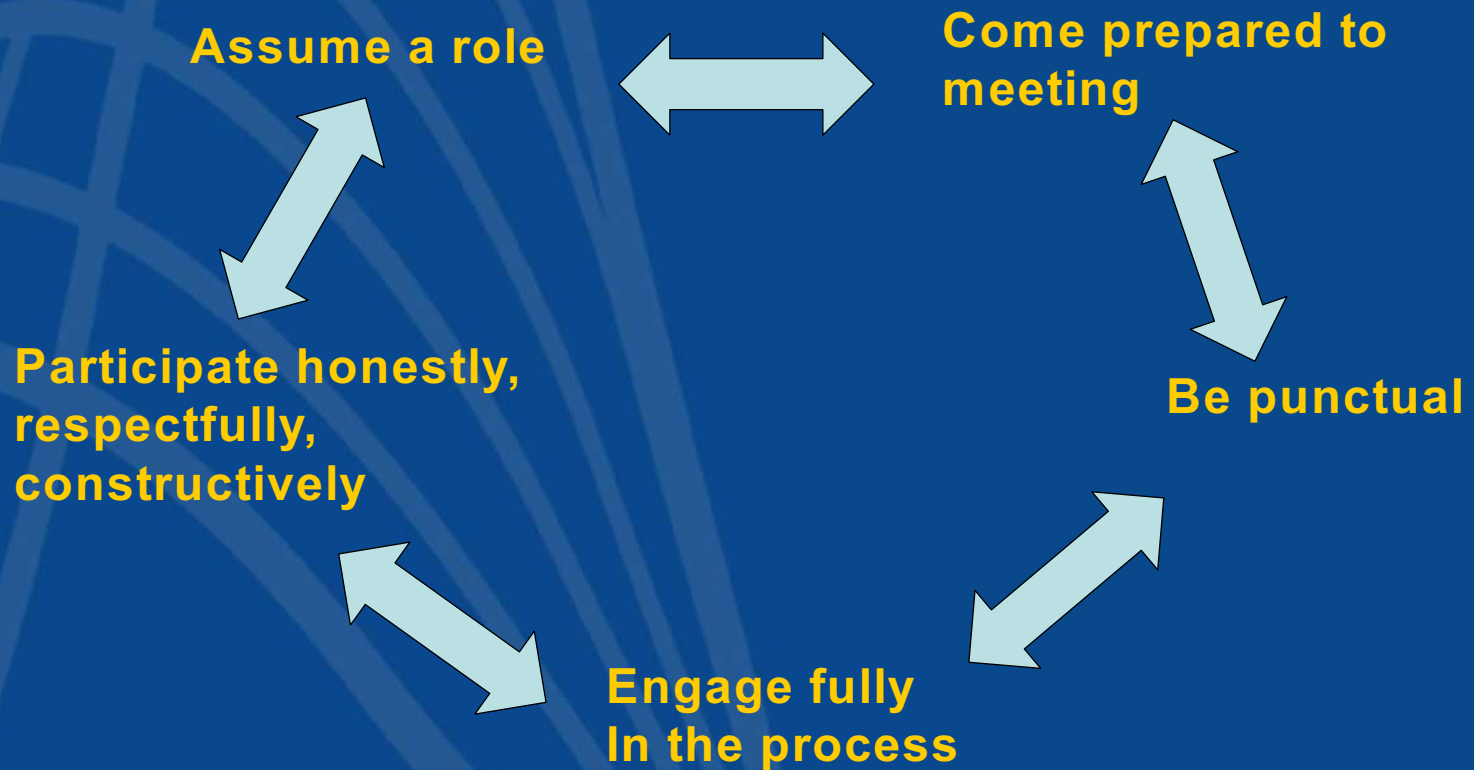 Assume a role
Come prepared to
meeting
Be punctual
Engage fully
In the process
Participate honestly,
respectfully,
constructively